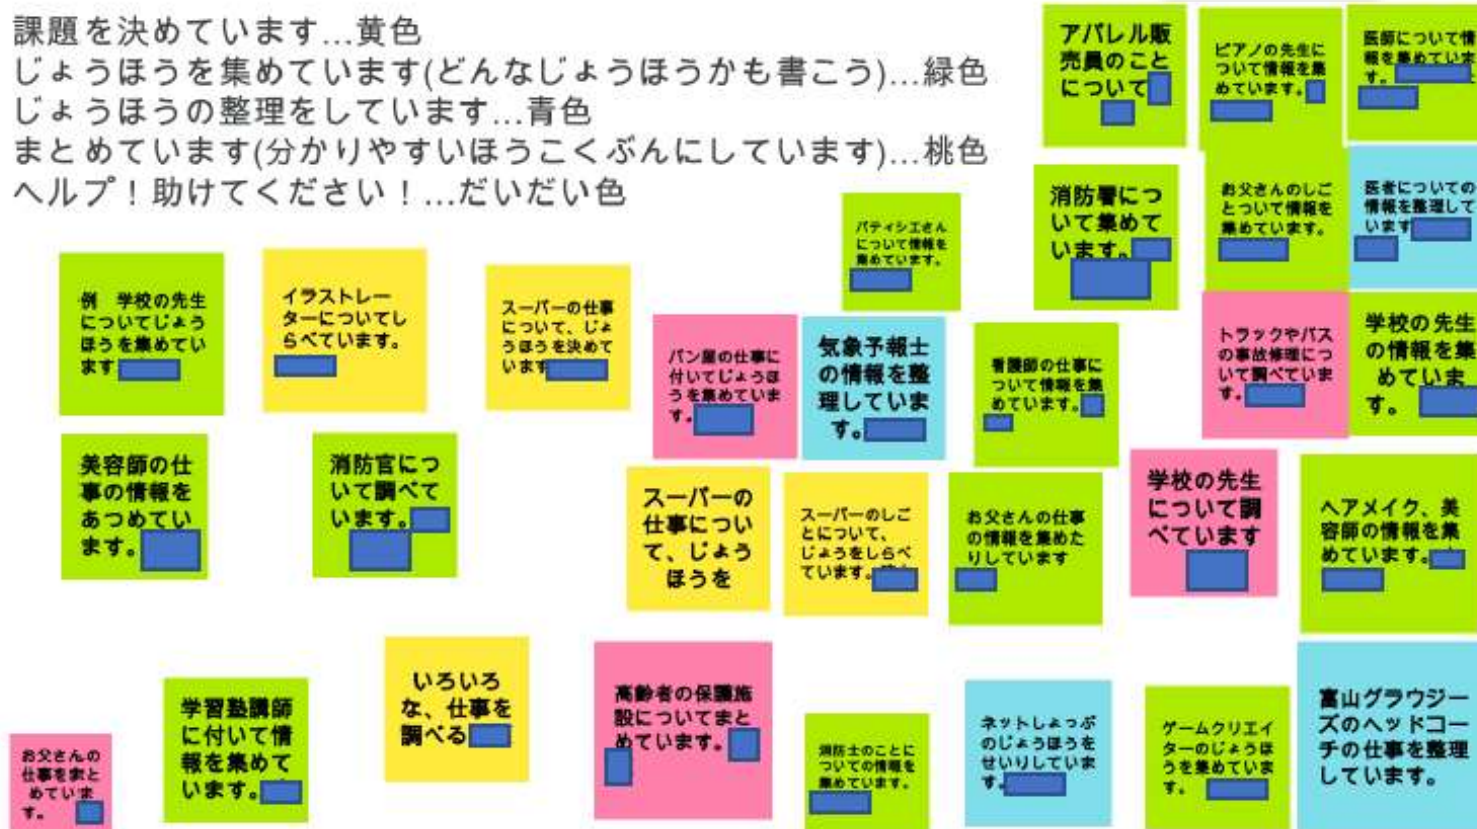 課題を決めています…黄色
じょうほうを集めています(どんなじょうほうかも書こう)…緑色
じょうほうの整理をしています…青色
まとめています(分かりやすいほうこくぶんにしています)…桃色
ヘルプ！助けてください！…だいだい色
アパレル販
売員のこと
について
ピアノの先生に
ついて情報を集
めています。
医師について情
報を集めていま
す。
消防署につ
いて集めて
います。
お父さんのしご
とついて情報を
集めています。
医者についての
情報を整理して
います
パティシエさん
について情報を
集めています。
例　学校の先生
についてじょう
ほうを集めてい
ます
イラストレー
ターについてし
らべています。
スーパーの仕事
について、じょ
うほうを決めて
います
パン屋の仕事に
付いてじょうほ
うを集めていま
す。
気象予報士
の情報を整
理していま
す。
看護師の仕事に
ついて情報を集
めています。
トラックやバス
の事故修理につ
いて調べていま
す。
学校の先生
の情報を集
めていま
す。
美容師の仕
事の情報を
あつめてい
ます。
消防官につ
いて調べて
います。
スーパーの
仕事につい
て、じょう
ほうを
スーパーのしご
とについて、
じょうをしらべ
ています。
お父さんの仕事
の情報を集めた
りしています
学校の先生
について調
べています
ヘアメイク、美
容師の情報を集
めています。
お父さんの
仕事をまと
めていま
す。
学習塾講師
に付いて情
報を集めて
います。
いろいろ
な、仕事を
調べる
高齢者の保護施
設についてまと
めています。
消防士のことに
ついての情報を
集めています。
ネットしょっぷ
のじょうほうを
せいりしていま
す。
ゲームクリエイ
ターのじょうほ
うを集めていま
す。
富山グラウジー
ズのヘッドコー
チの仕事を整理
しています。